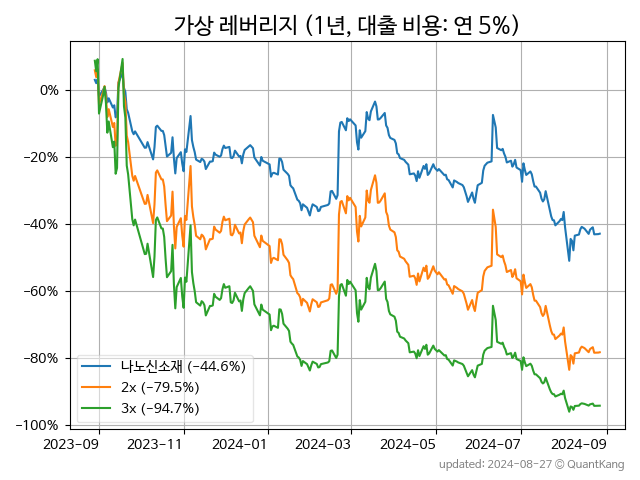 가상 레버리지 (1년, 대출 비용: 연 5%)
0%
−20%
−40%
−60%
−80%
−100%
나노신소재 (−44.6%)
2x (−79.5%)
3x (−94.7%)
2023-09 2023-11 2024-01 2024-03 2024-05 2024-07 2024-09
updated: 2024-08-27 © QuantKang